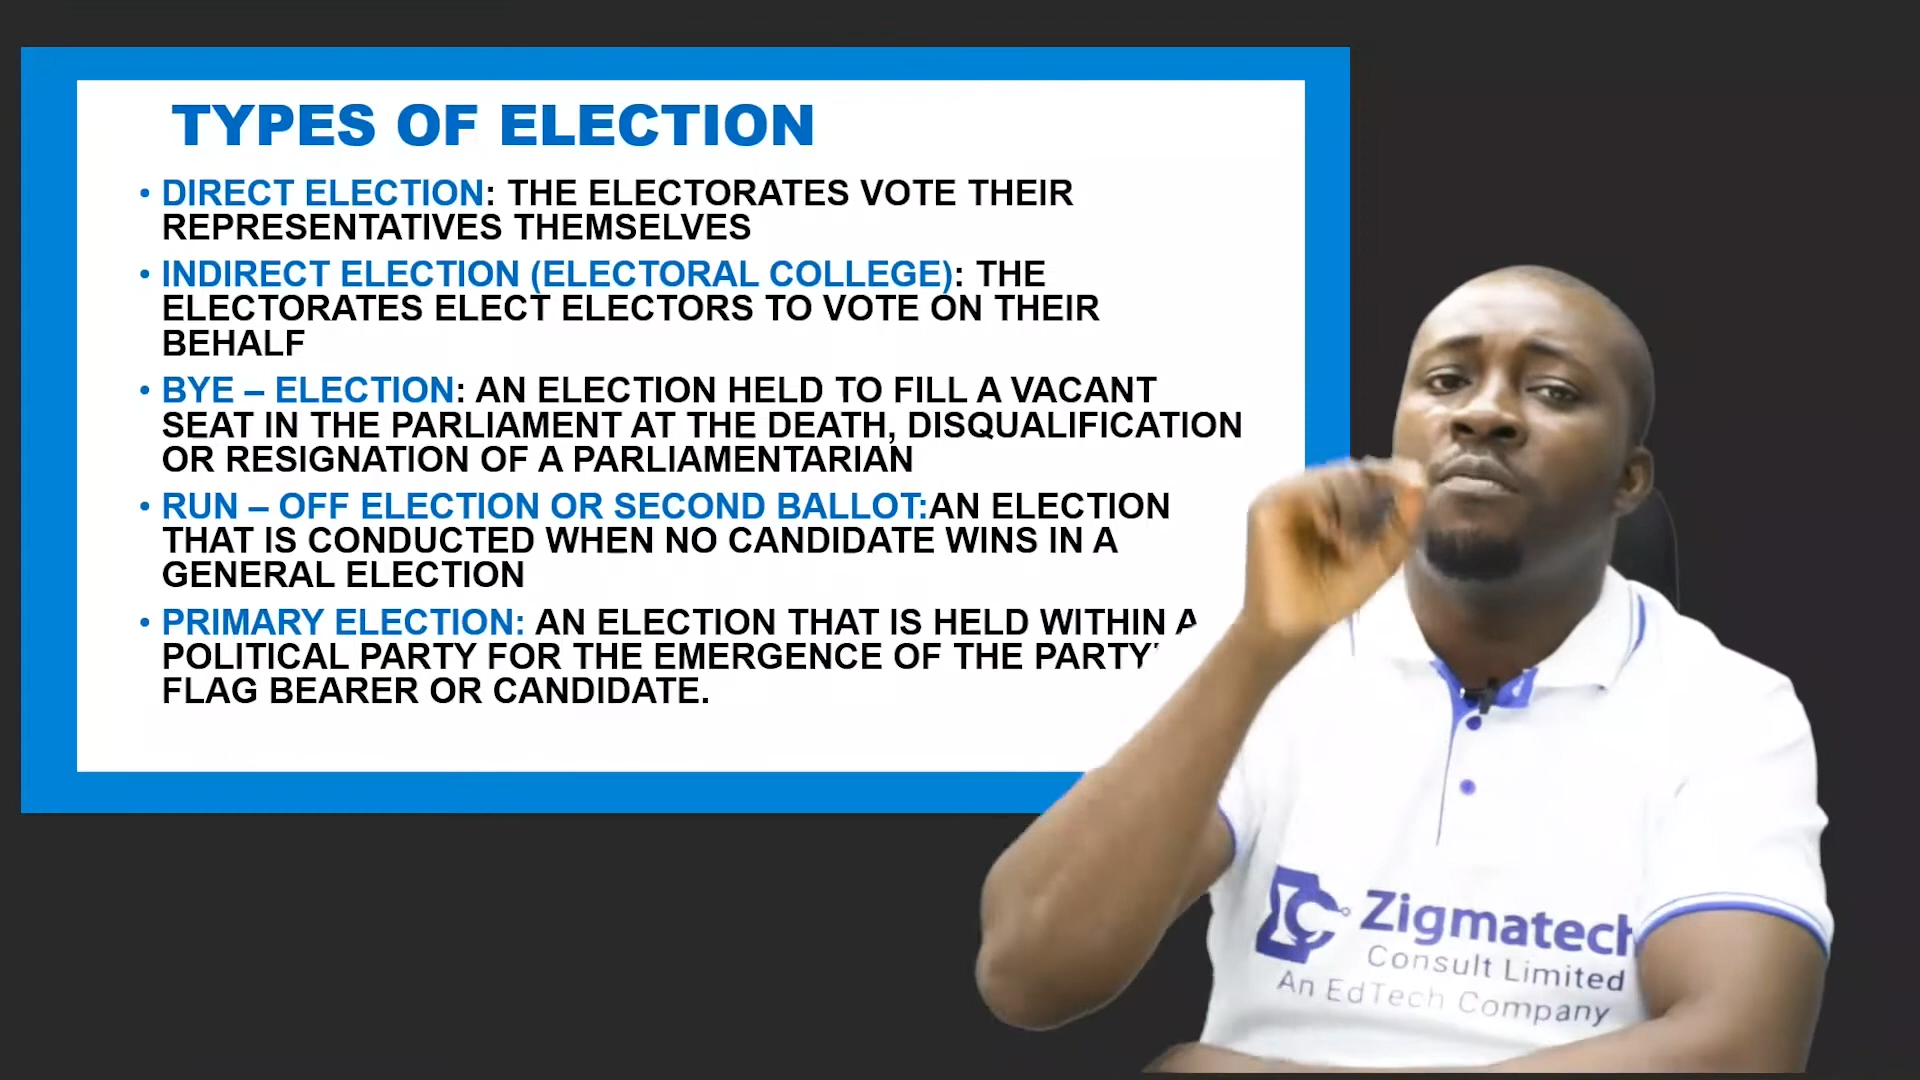 TYPES OF ELECTION
• DIRECT ELECTION: THE ELECTORATES VOTE THEIR
REPRESENTATIVES THEMSELVES
• INDIRECT ELECTION (ELECTORAL COLLEGE): THE
ELECTORATES ELECT ELECTORS TO VOTE ON THEIR
BEHALF
• BYE – ELECTION: AN ELECTION HELD TO FILL A VACANT
SEAT IN THE PARLIAMENT AT THE DEATH, DISQUALIFICATION
OR RESIGNATION OF A PARLIAMENTARIAN
• RUN – OFF ELECTION OR SECOND BALLOT:AN ELECTION
THAT IS CONDUCTED WHEN NO CANDIDATE WINS IN A
GENERAL ELECTION
• PRIMARY ELECTION: AN ELECTION THAT IS HELD WITHIN A
POLITICAL PARTY FOR THE EMERGENCE OF THE PARTY'
FLAG BEARER OR CANDIDATE.
Zigmatech
Consult Limited
An EdTech Company